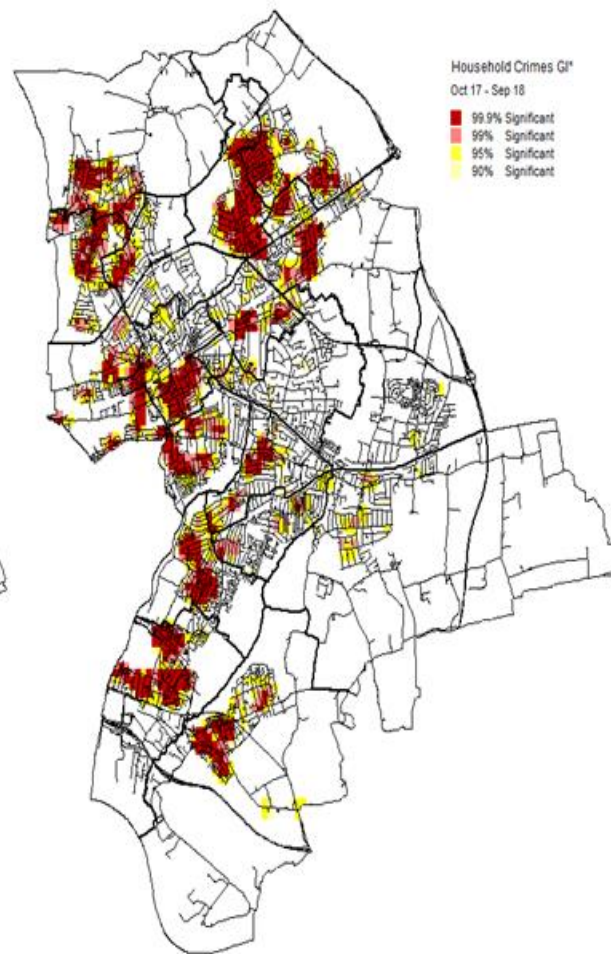 Household Crimes GI*
Oct 17 - Sep 18
99.9% Significant
99% Significant
95% Significant
90% Significant